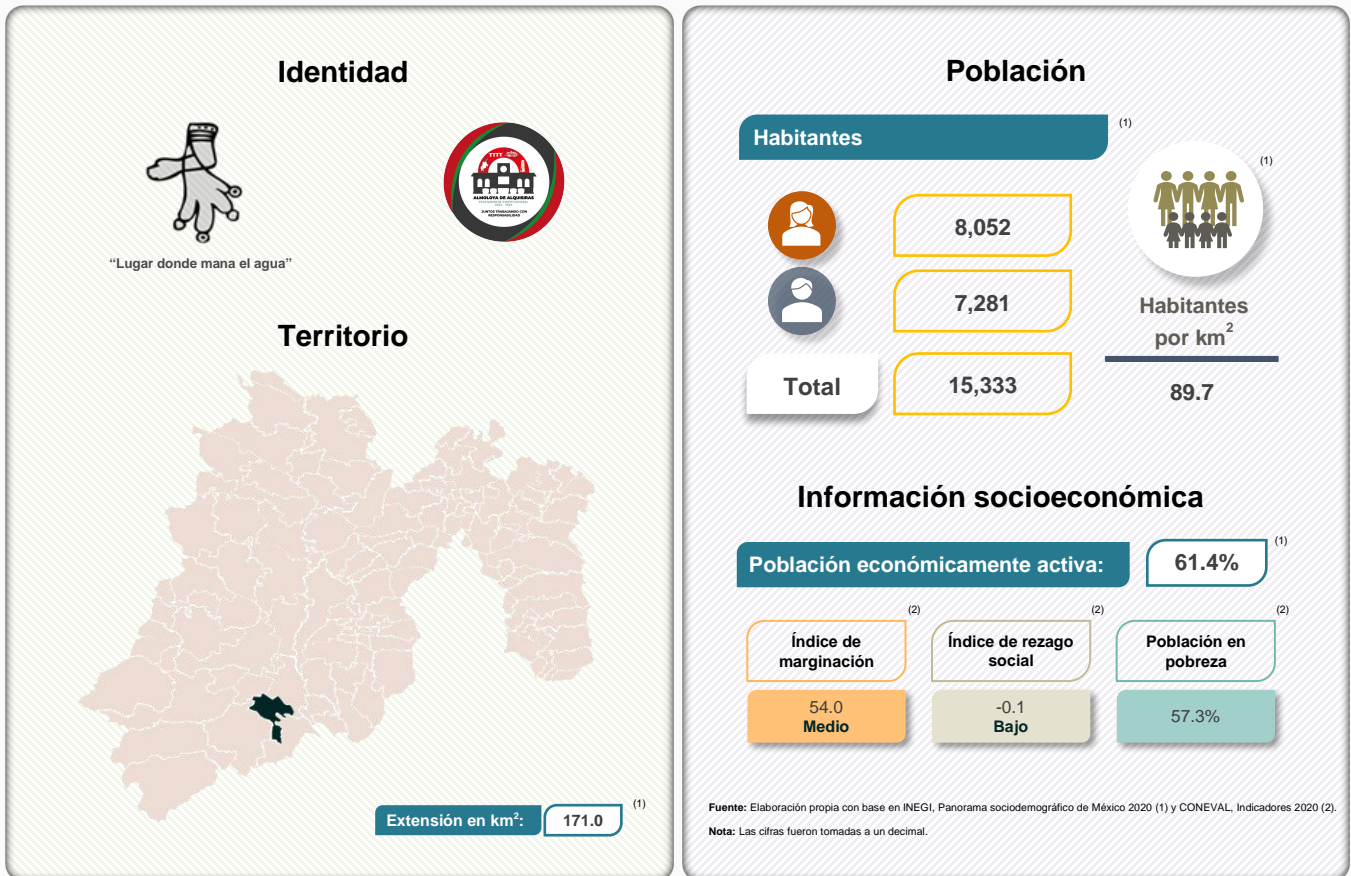 Identidad
ALMOLOYA DE ALQUISIRAS
JUNTOS TRABAJANDO CON
RESPONSABILIDAD
“Lugar donde mana el agua”
Territorio
Extensión en km²:
171.0
(1)
Población
Habitantes
(1)
(1)
8,052
7,281
Total
15,333
Habitantes
por km²
89.7
Información socioeconómica
Población económicamente activa:
61.4%
(1)
(2)
(2)
(2)
Índice de
marginación
Índice de rezago
social
Población en
pobreza
54.0
Medio
-0.1
Bajo
57.3%
Fuente: Elaboración propia con base en INEGI, Panorama sociodemográfico de México 2020 (1) y CONEVAL, Indicadores 2020 (2).
Nota: Las cifras fueron tomadas a un decimal.